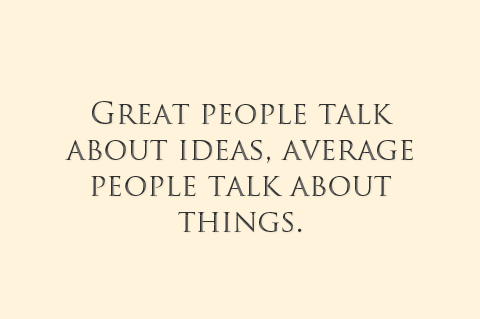 Great people talk
about ideas, average
people talk about
things.